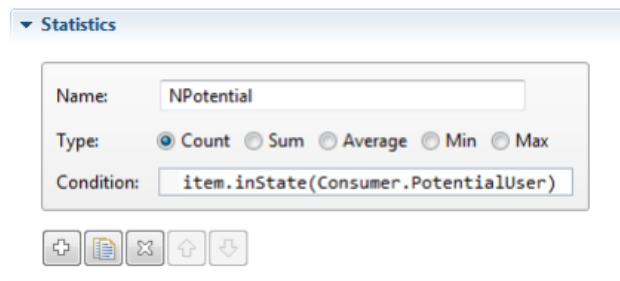 Statistics
Name: NPotential
Type: Count Sum Average Min Max
Condition: item.inState(Consumer.PotentialUser)